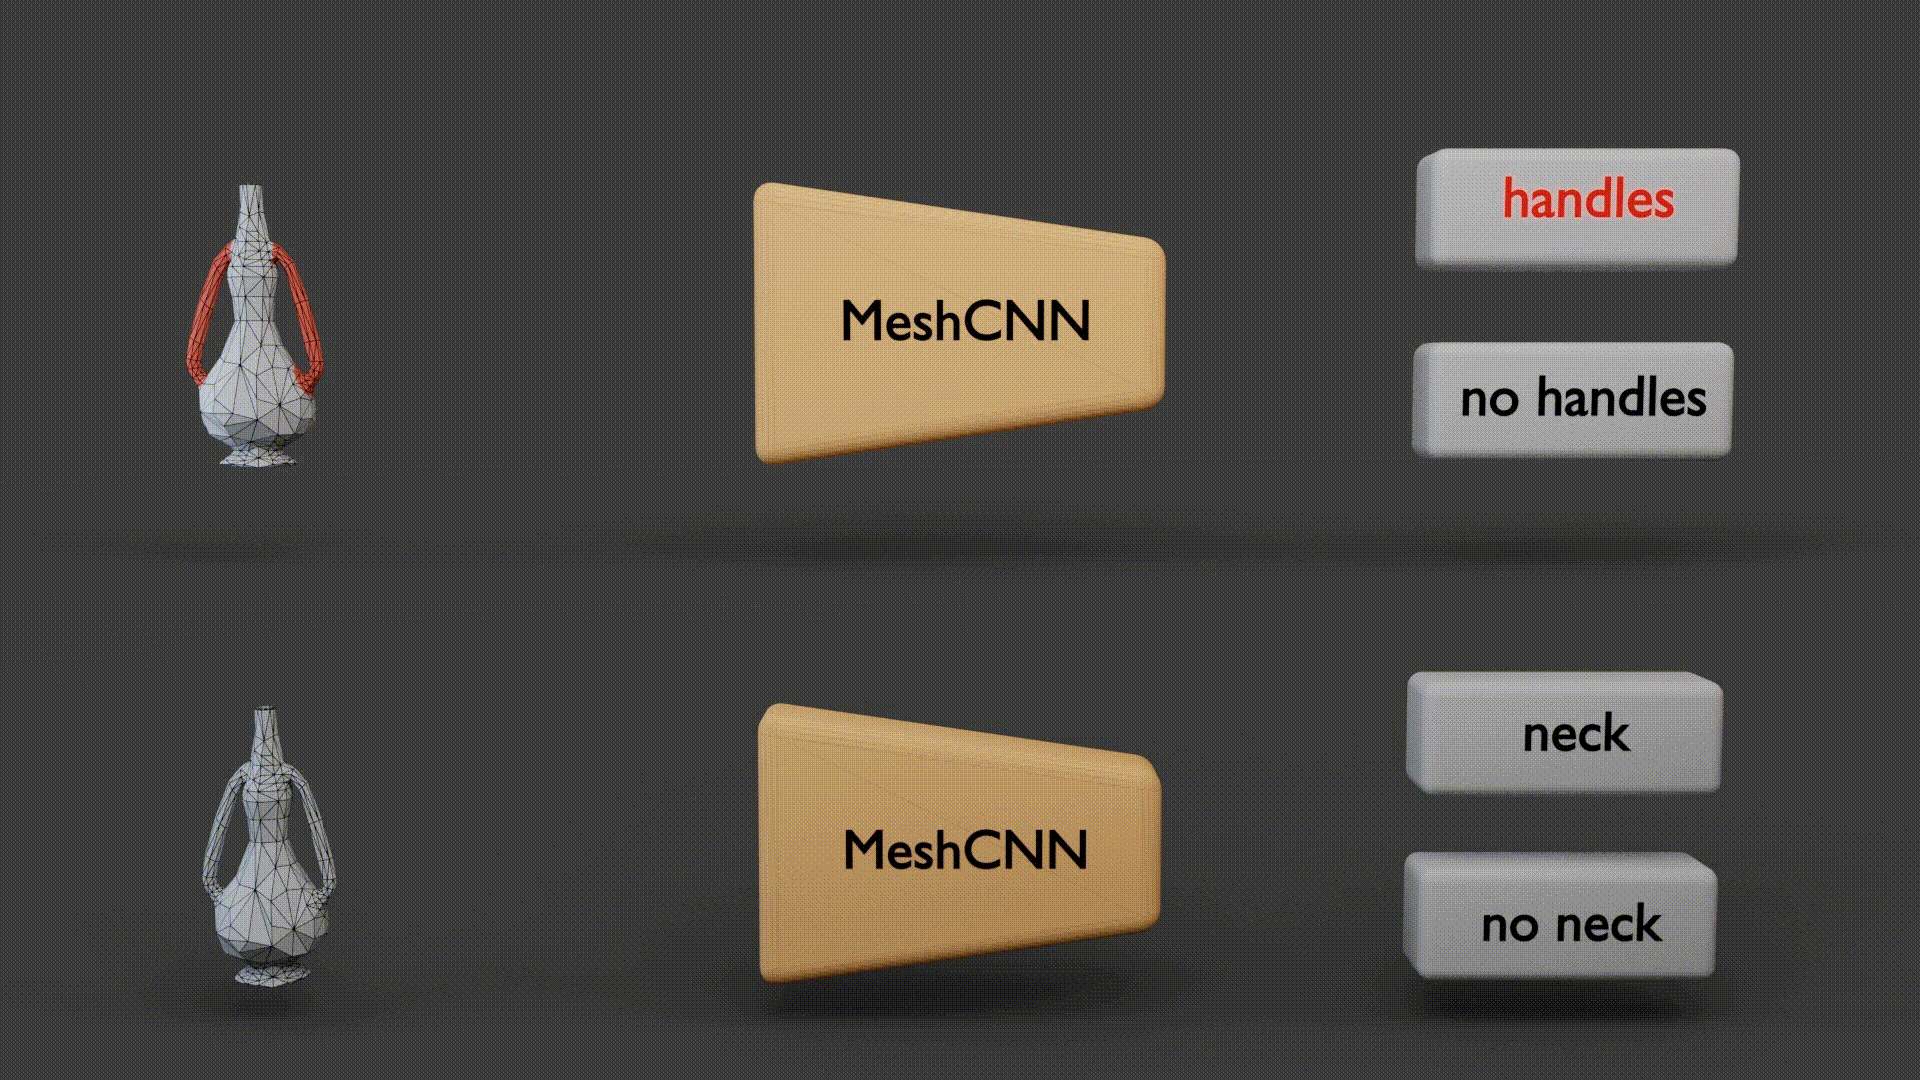 MeshCNN
handles
no handles
MeshCNN
neck
no neck